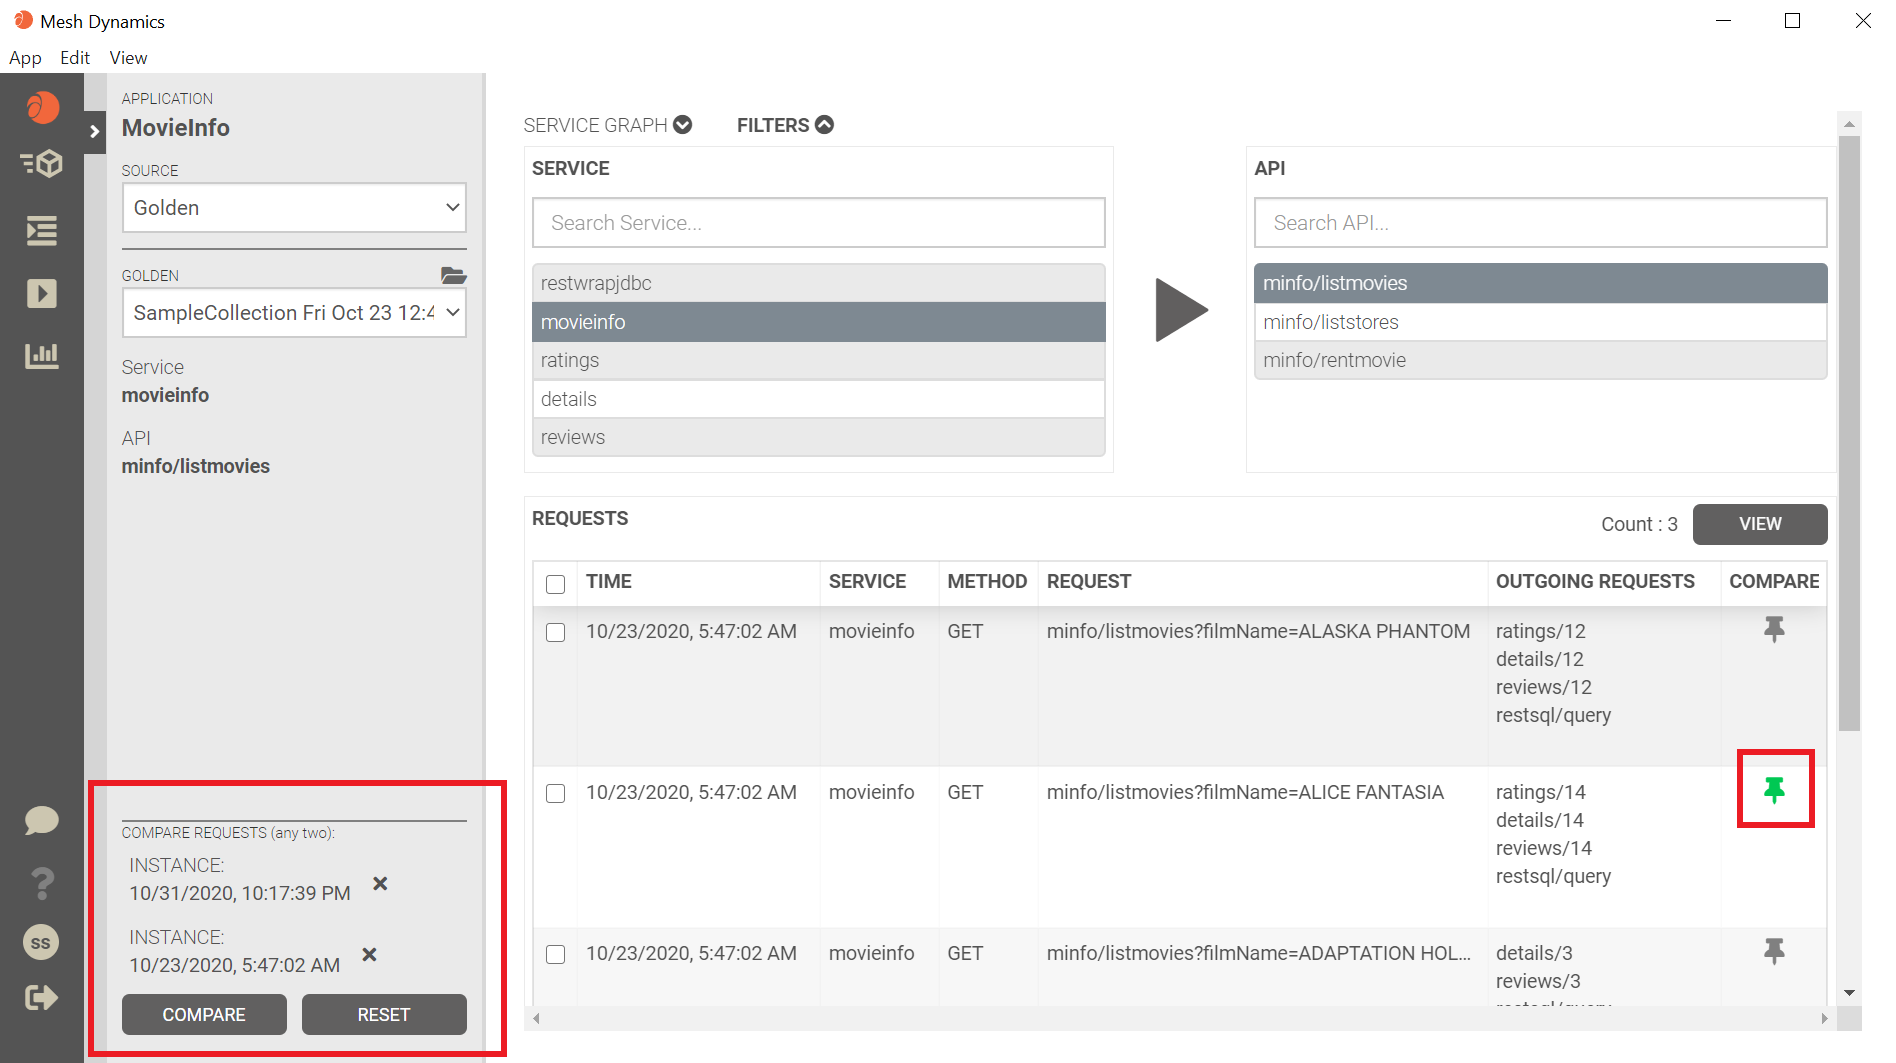 Mesh Dynamics
App Edit View
APPLICATION
MovieInfo
SOURCE
Golden
GOLDEN
SampleCollection Fri Oct 23 12:4
Service
movieinfo
API
minfo/listmovies
COMPARE REQUESTS (any two):
INSTANCE:
10/31/2020, 10:17:39 PM
INSTANCE:
10/23/2020, 5:47:02 AM
COMPARE RESET
ss
SERVICE GRAPH FILTERS
SERVICE
Search Service...
restwrapjdbc
movieinfo
ratings
details
reviews
API
Search API...
minfo/listmovies
minfo/liststores
minfo/rentmovie
REQUESTS
Count : 3 VIEW
TIME SERVICE METHOD REQUEST OUTGOING REQUESTS COMPARE
10/23/2020, 5:47:02 AM movieinfo GET minfo/listmovies?filmName=ALASKA PHANTOM ratings/12
details/12
reviews/12
restsql/query
10/23/2020, 5:47:02 AM movieinfo GET minfo/listmovies?filmName=ALICE FANTASIA ratings/14
details/14
reviews/14
restsql/query
10/23/2020, 5:47:02 AM movieinfo GET minfo/listmovies?filmName=ADAPTATION HOL... details/3
reviews/3